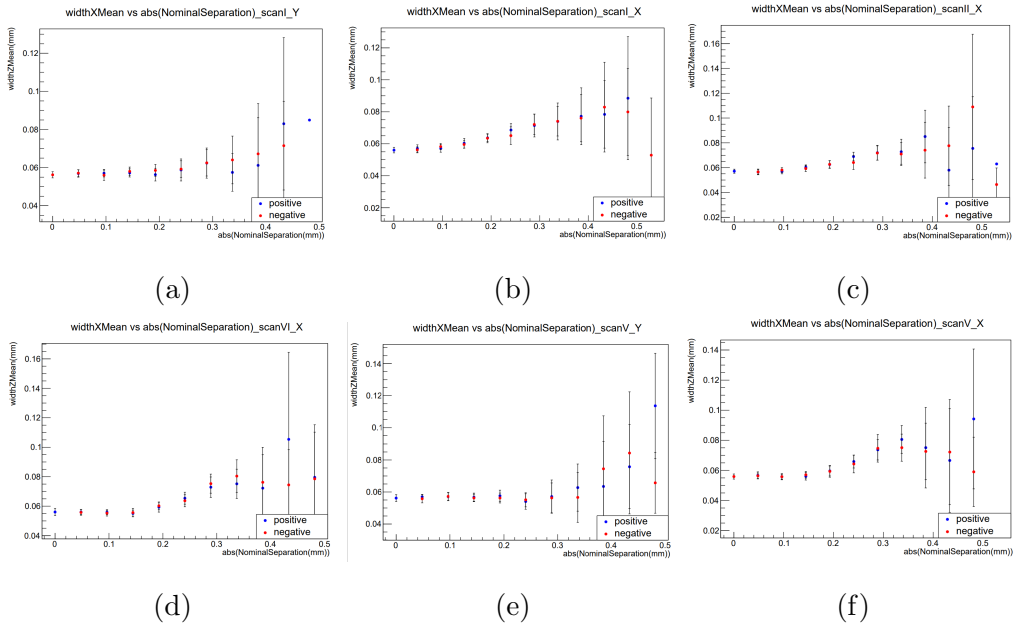 widthXMean vs abs(NominalSeparation)_scanI_Y
widthZMean(mm)
0.12
0.1
0.08
0.06
0.04
0 0.1 0.2 0.3 0.4 0.5
abs(NominalSeparation(mm))
positive
negative
(a)
widthXMean vs abs(NominalSeparation)_scanI_X
widthZMean(mm)
0.12
0.1
0.08
0.06
0.04
0.02
0 0.1 0.2 0.3 0.4 0.5
abs(NominalSeparation(mm))
positive
negative
(b)
widthXMean vs abs(NominalSeparation)_scanII_X
widthZMean(mm)
0.16
0.14
0.12
0.1
0.08
0.06
0.04
0.02
0 0.1 0.2 0.3 0.4 0.5
abs(NominalSeparation(mm))
positive
negative
(c)
widthXMean vs abs(NominalSeparation)_scanVI_X
widthZMean(mm)
0.16
0.14
0.12
0.1
0.08
0.06
0.04
0 0.1 0.2 0.3 0.4 0.5
abs(NominalSeparation(mm))
positive
negative
(d)
widthXMean vs abs(NominalSeparation)_scanV_Y
widthZMean(mm)
0.14
0.12
0.1
0.08
0.06
0.04
0 0.1 0.2 0.3 0.4 0.5
abs(NominalSeparation(mm))
positive
negative
(e)
widthXMean vs abs(NominalSeparation)_scanV_X
widthZMean(mm)
0.14
0.12
0.1
0.08
0.06
0.04
0.02
0 0.1 0.2 0.3 0.4 0.5
abs(NominalSeparation(mm))
positive
negative
(f)